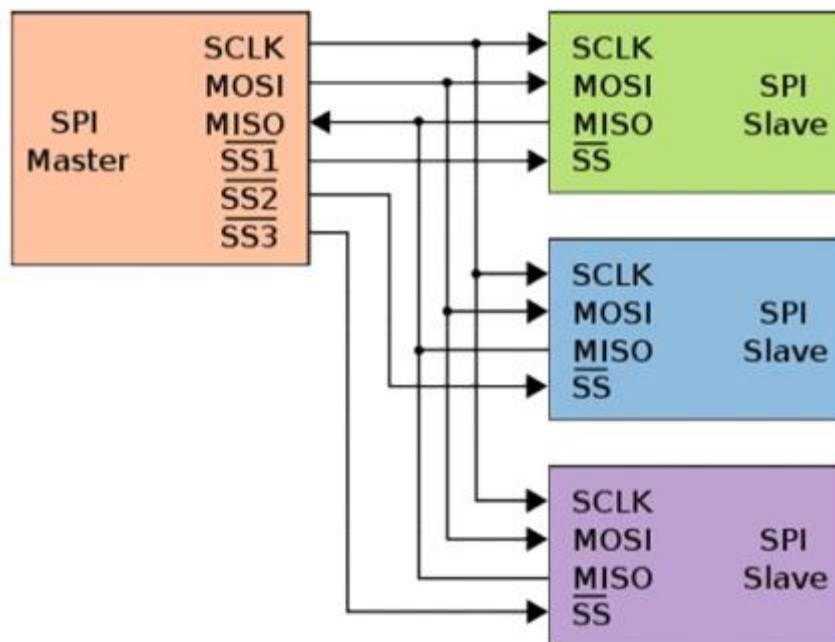 SCLK
MOSI
SPI MISO
Master SS1
SS2
SS3
SCLK
MOSI SPI
MISO Slave
SS
SCLK
MOSI SPI
MISO Slave
SS
SCLK
MOSI SPI
MISO Slave
SS